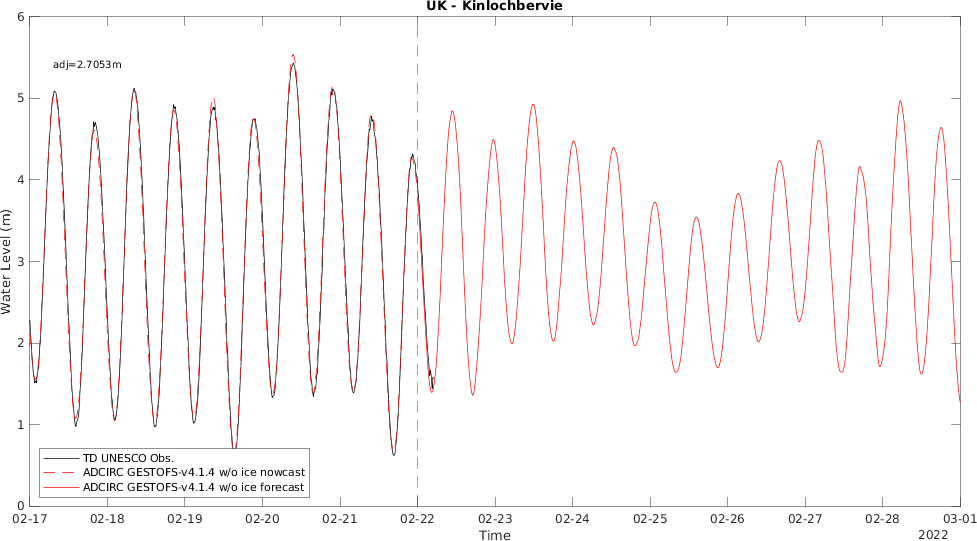 UK - Kinlochbervie
6
adj=2.7053m
5
4
3
2
1
0
Water Level (m)
TD UNESCO Obs.
ADCIRC GESTOFS-v4.1.4 w/o ice nowcast
ADCIRC GESTOFS-v4.1.4 w/o ice forecast
02-17 02-18 02-19 02-20 02-21 02-22 02-23 02-24 02-25 02-26 02-27 02-28 03-01
Time
2022